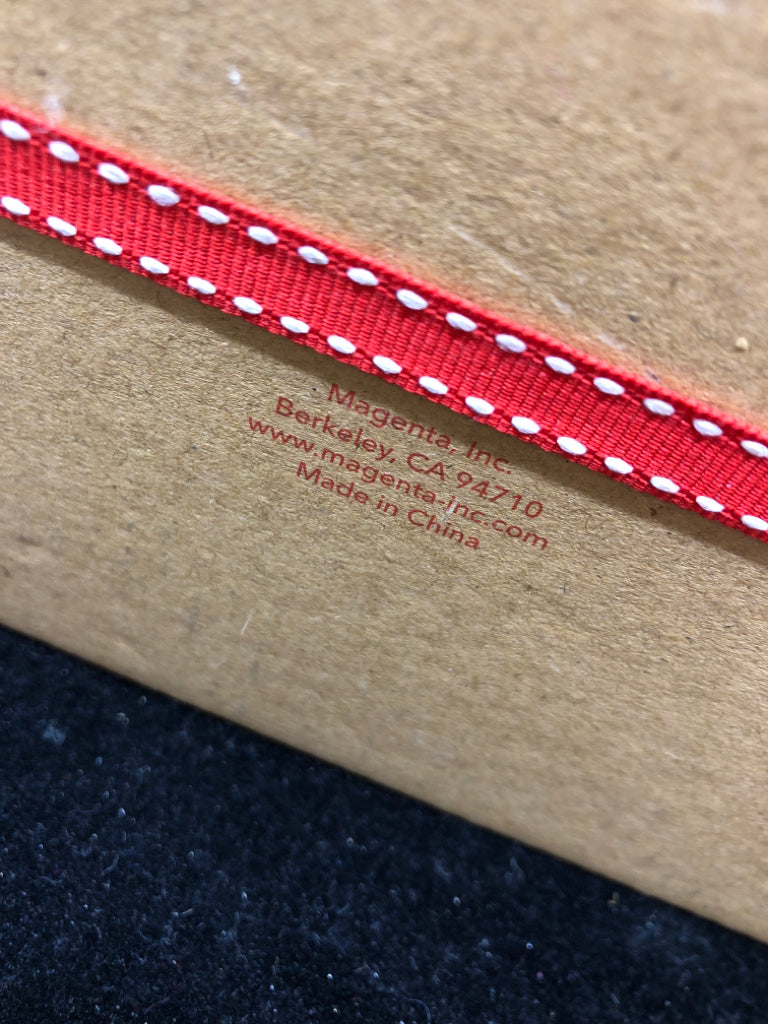 Magenta, Inc.
Berkeley, CA 94710
www.magenta-inc.com
Made in China